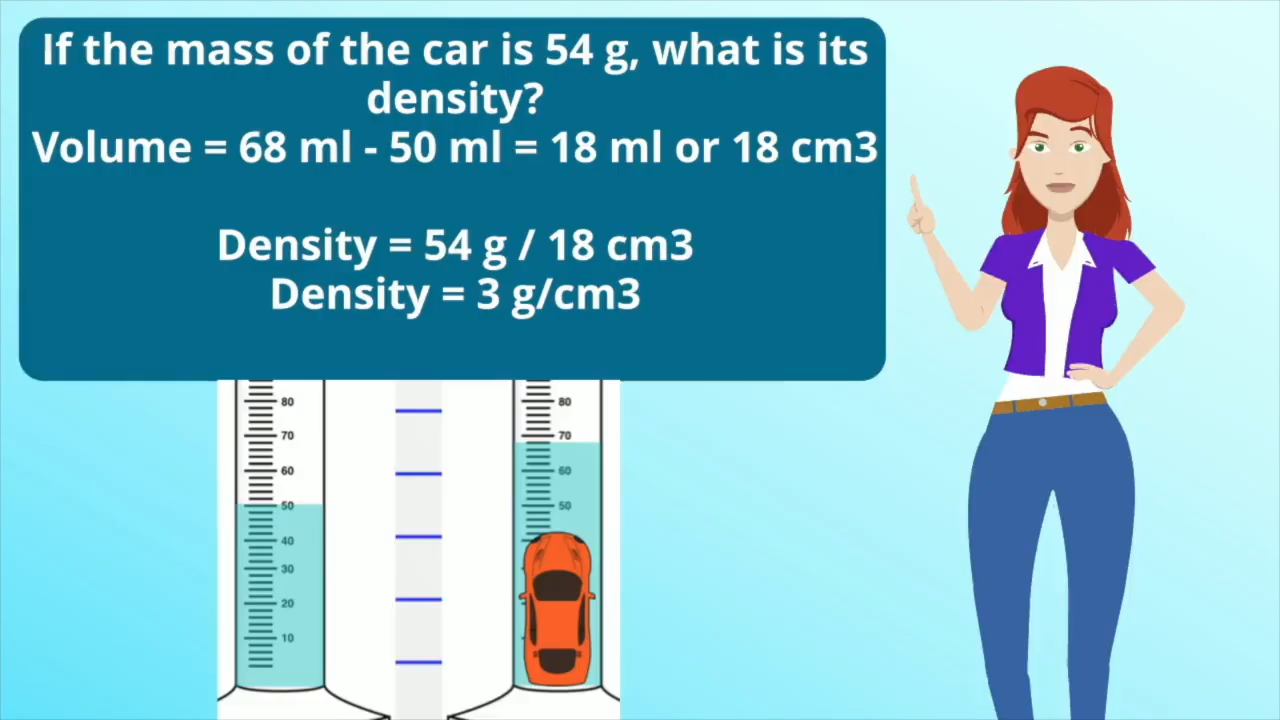 If the mass of the car is 54 g, what is its
density?
Volume = 68 ml - 50 ml = 18 ml or 18 cm3
Density = 54 g / 18 cm3
Density = 3 g/cm3
80
70
60
50
40
30
20
10
80
70
60
50